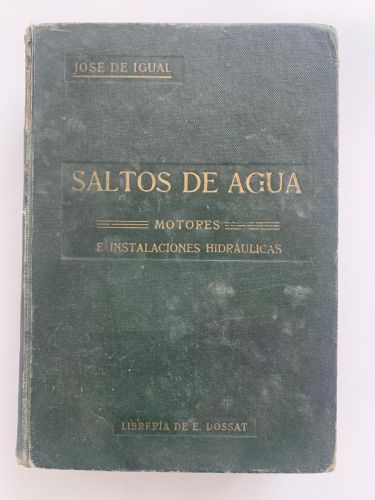 JOSÉ DE IGUAL
SALTOS DE AGUA
MOTORES
E INSTALACIONES HIDRÁULICAS
LIBRERÍA DE E. DOSSAT